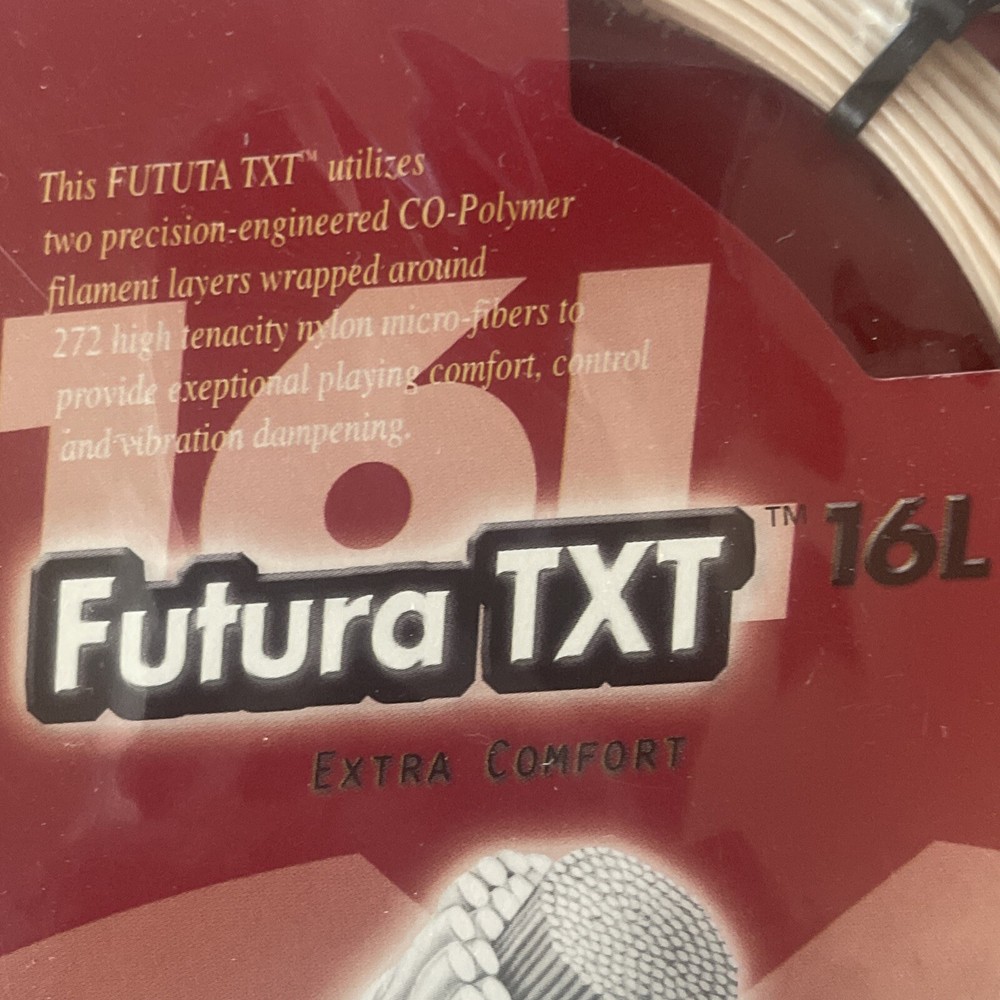 This FUTUTA TXT™ utilizes
two precision-engineered CO-Polymer
filament layers wrapped around
272 high tenacity nylon micro-fibers to
provide exeptional playing comfort, control
and vibration dampening.
16L
Futura TXT™ 16L
EXTRA COMFORT